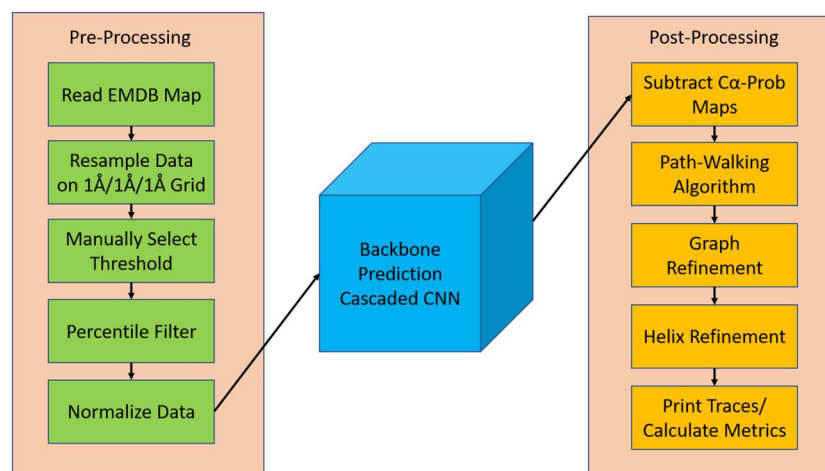 Pre-Processing
Read EMDB Map
Resample Data
on 1Å/1Å/1Å Grid
Manually Select
Threshold
Percentile Filter
Normalize Data
Backbone
Prediction
Cascaded CNN
Post-Processing
Subtract Cα-Prob
Maps
Path-Walking
Algorithm
Graph
Refinement
Helix Refinement
Print Traces/
Calculate Metrics